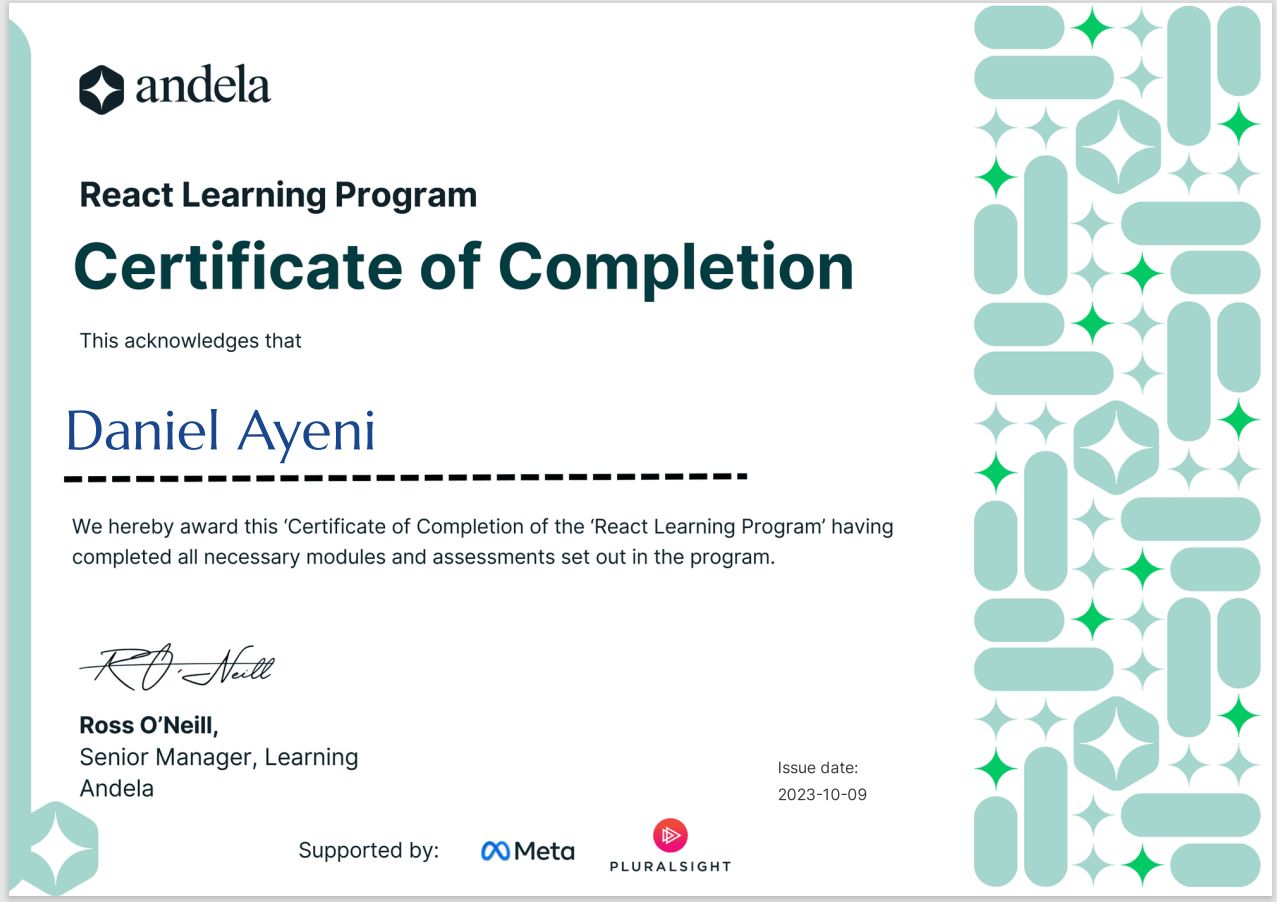 andela
React Learning Program
Certificate of Completion
This acknowledges that
Daniel Ayeni
We hereby award this ‘Certificate of Completion of the ‘React Learning Program’ having
completed all necessary modules and assessments set out in the program.
RO'Neill
Ross O’Neill,
Senior Manager, Learning
Andela
Issue date:
2023-10-09
Supported by:
Meta
PLURALSIGHT